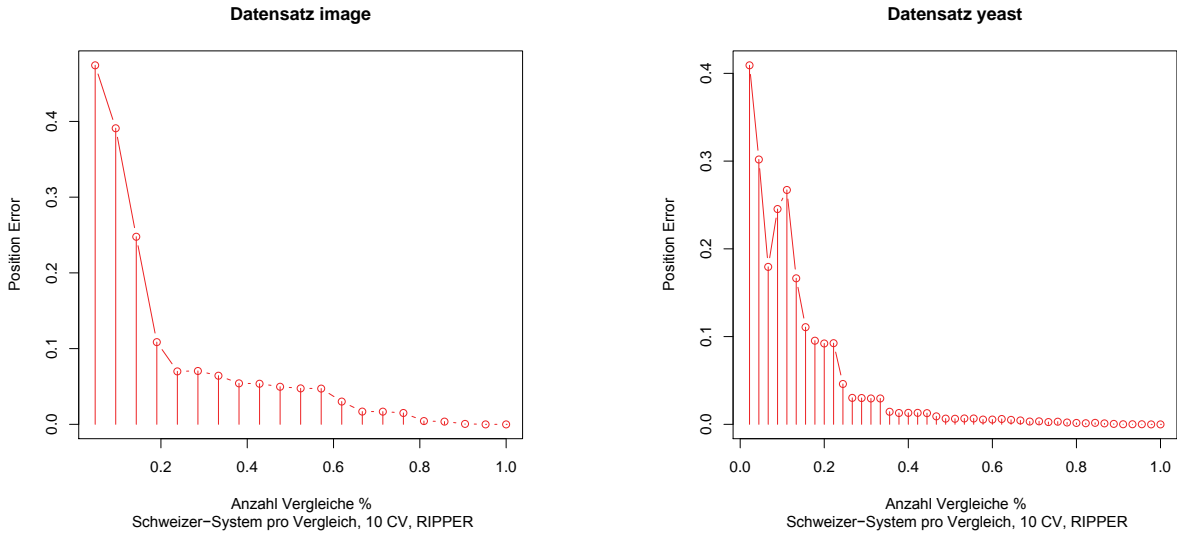 Datensatz image
0.4
0.3
0.2
0.1
0.0
Position Error
0.2 0.4 0.6 0.8 1.0
Anzahl Vergleiche %
Schweizer−System pro Vergleich, 10 CV, RIPPER
Datensatz yeast
0.4
0.3
0.2
0.1
0.0
Position Error
0.0 0.2 0.4 0.6 0.8 1.0
Anzahl Vergleiche %
Schweizer−System pro Vergleich, 10 CV, RIPPER